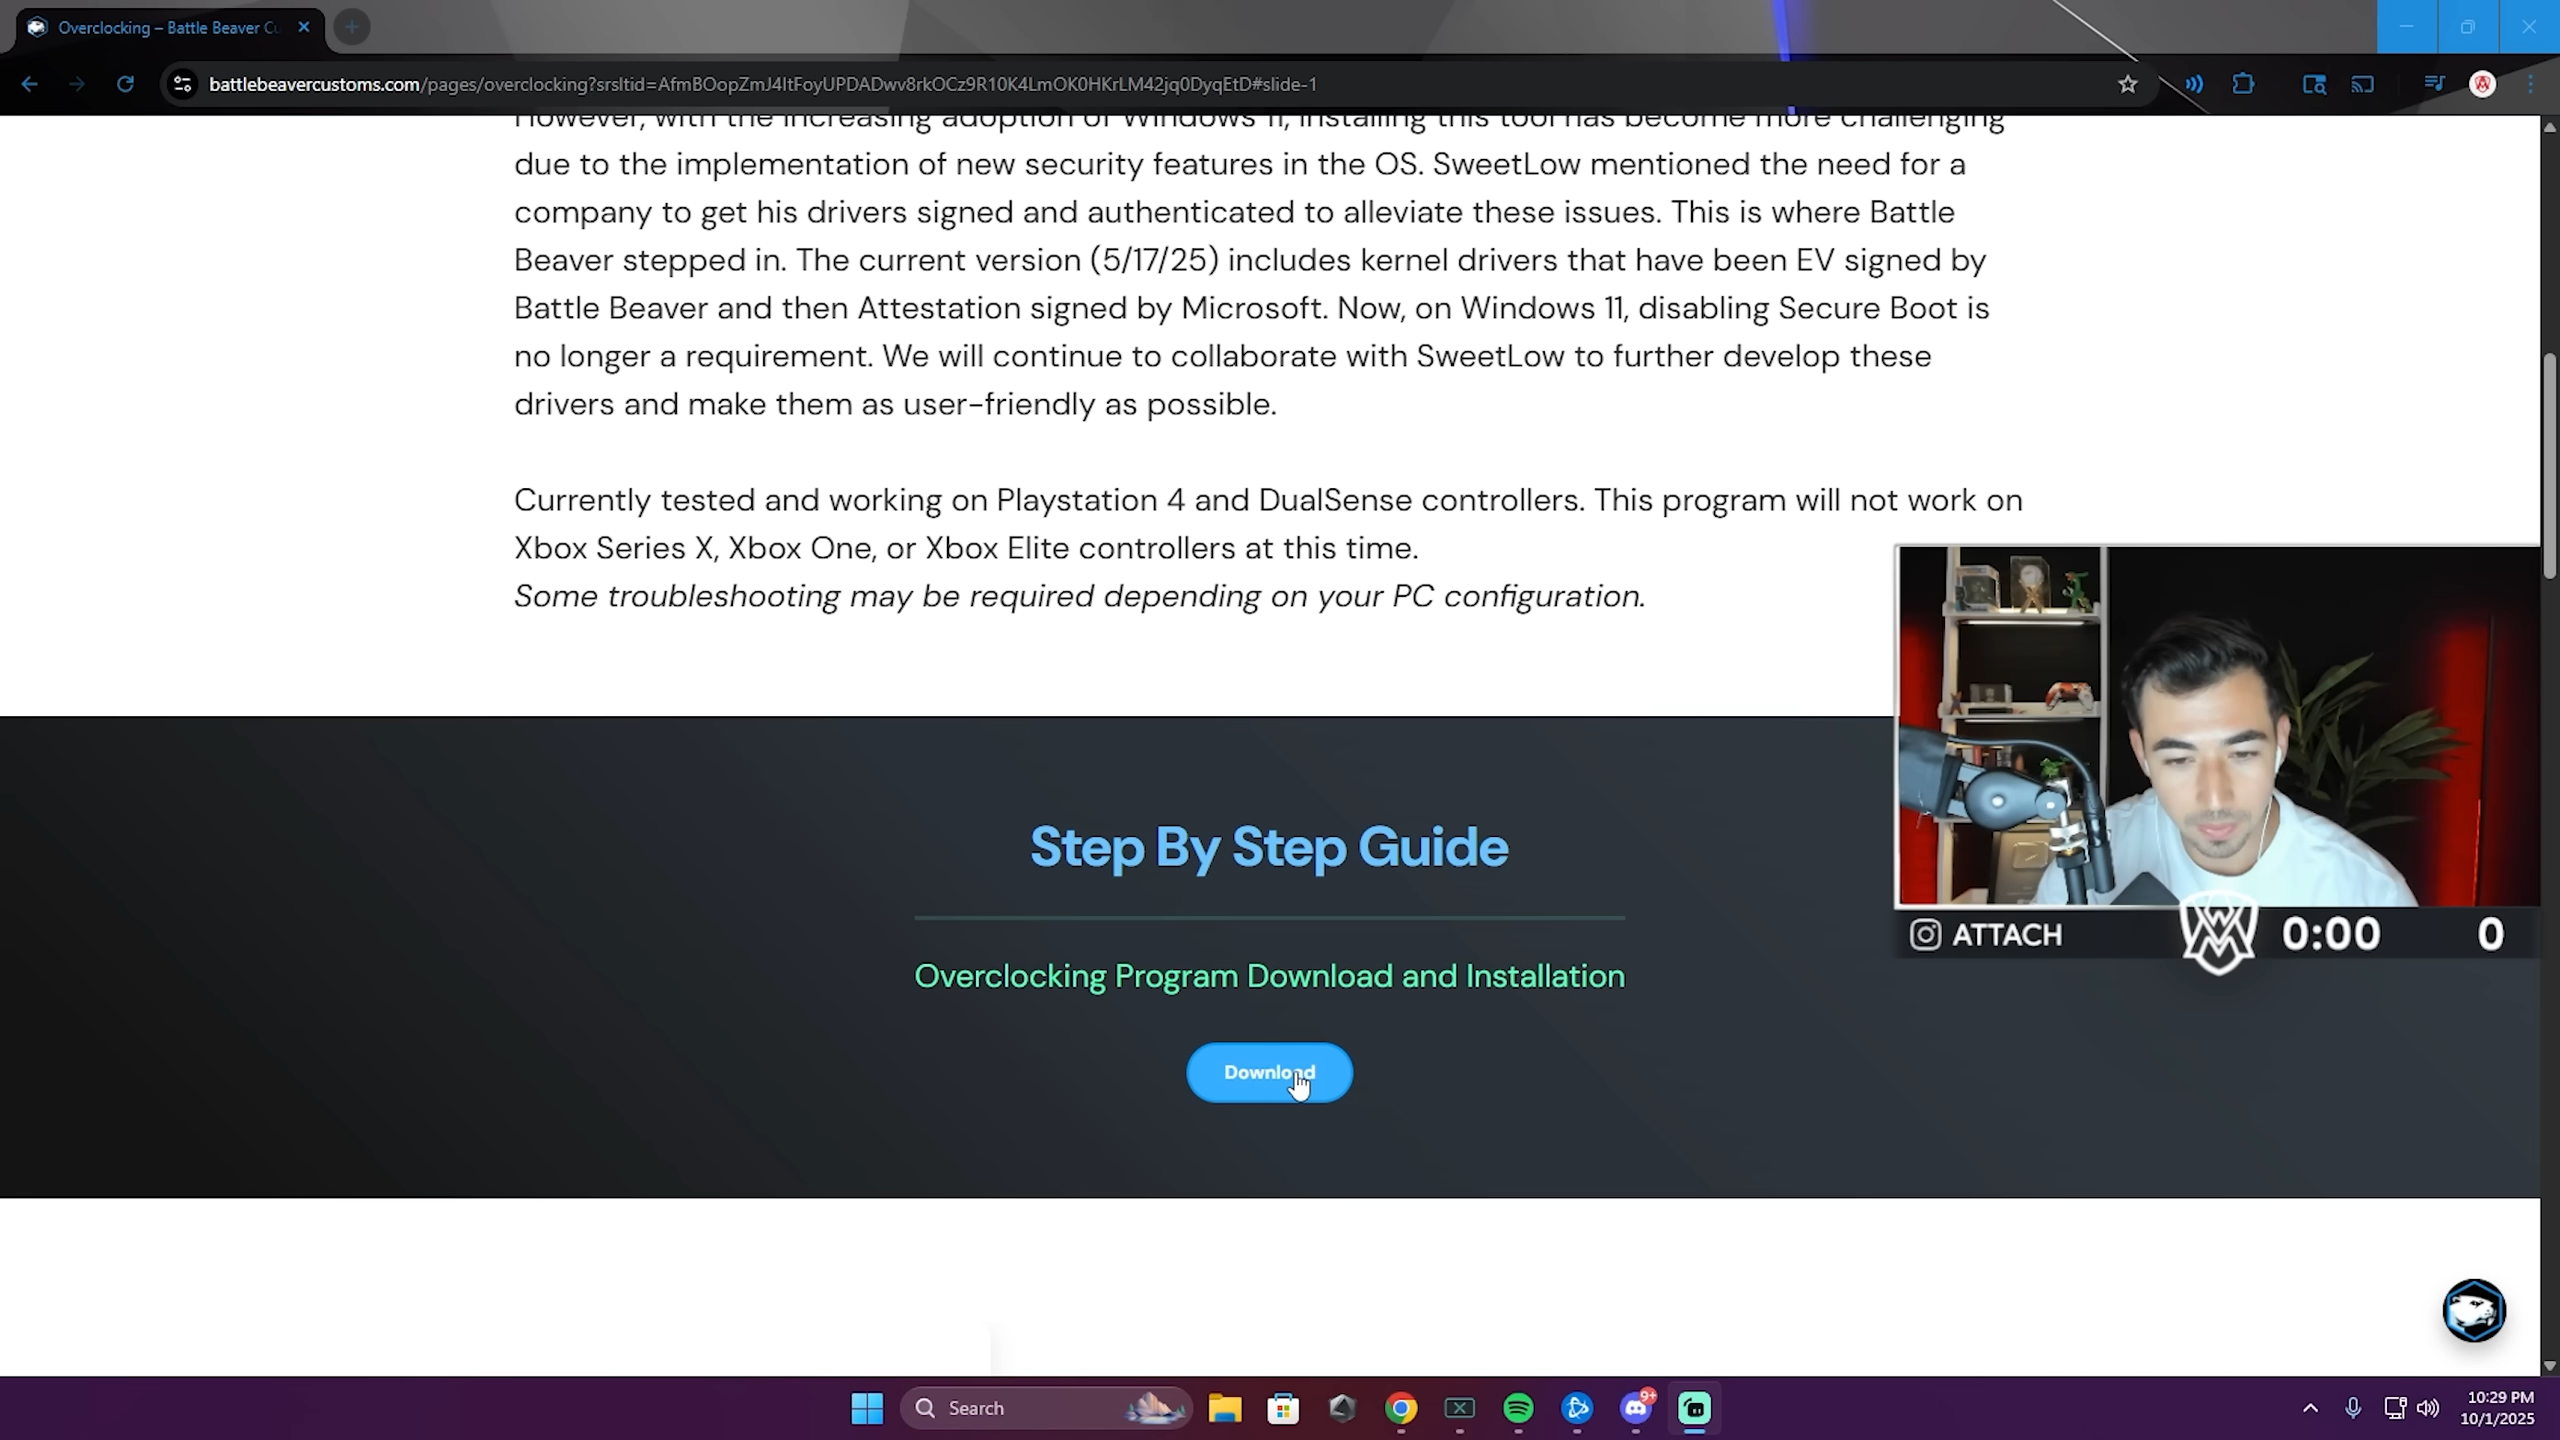 Overclocking – Battle Beaver Cu
battlebeavercustoms.com/pages/overclocking?srsltid=AfmBOopZmJ4ItFoyUPDADwv8rkOCz9R10K4LmOK0HKrLM42jq0DyqEtD#slide-1
However, with the increasing adoption of Windows 11, installing this tool has become more challenging
due to the implementation of new security features in the OS. SweetLow mentioned the need for a
company to get his drivers signed and authenticated to alleviate these issues. This is where Battle
Beaver stepped in. The current version (5/17/25) includes kernel drivers that have been EV signed by
Battle Beaver and then Attestation signed by Microsoft. Now, on Windows 11, disabling Secure Boot is
no longer a requirement. We will continue to collaborate with SweetLow to further develop these
drivers and make them as user-friendly as possible.
Currently tested and working on Playstation 4 and DualSense controllers. This program will not work on
Xbox Series X, Xbox One, or Xbox Elite controllers at this time.
Some troubleshooting may be required depending on your PC configuration.
Step By Step Guide
ATTACH 0:00 0
Overclocking Program Download and Installation
Download
Search
9+
10:29 PM
10/1/2025